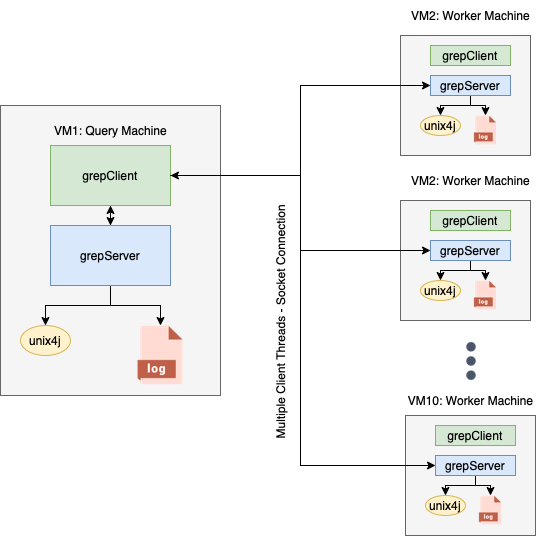 VM1: Query Machine
grepClient
grepServer
unix4j
log
Multiple Client Threads - Socket Connection
VM2: Worker Machine
grepClient
grepServer
unix4j
log
VM2: Worker Machine
grepClient
grepServer
unix4j
log
VM10: Worker Machine
grepClient
grepServer
unix4j
log